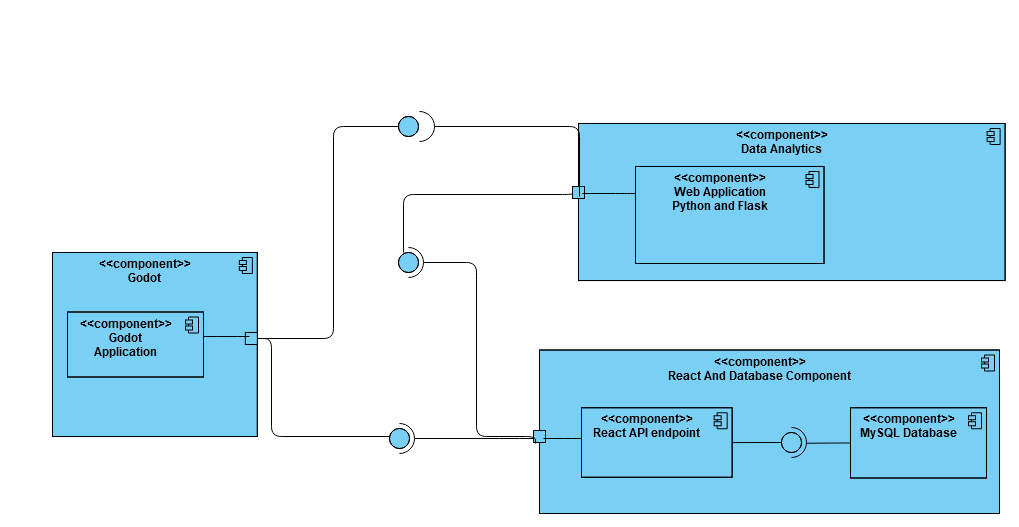 <<component>>
Data Analytics
<<component>>
Web Application
Python and Flask
<<component>>
Godot
<<component>>
Godot
Application
<<component>>
React And Database Component
<<component>>
React API endpoint
<<component>>
MySQL Database